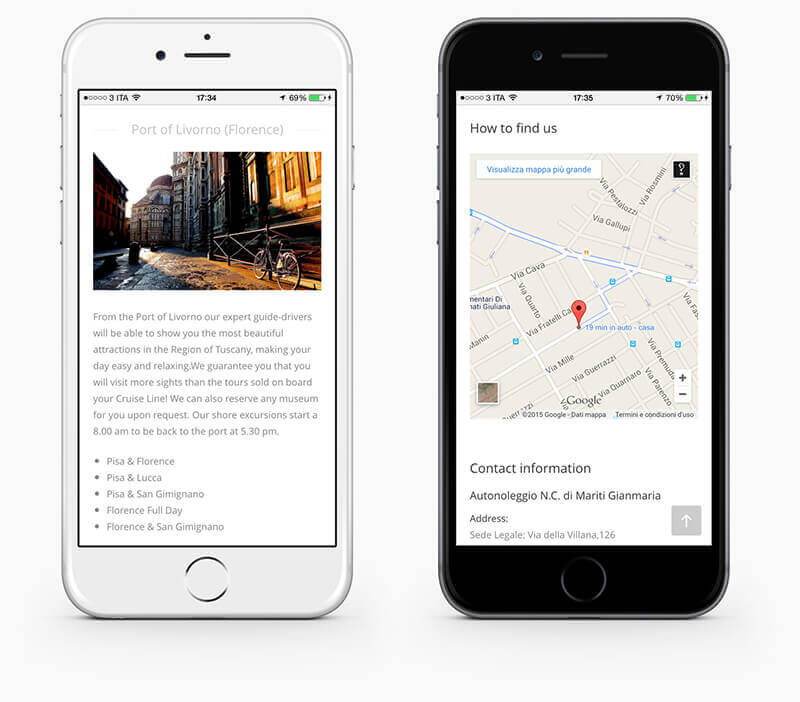 3 ITA 17:34 69%
Port of Livorno (Florence)
From the Port of Livorno our expert guide-drivers
will be able to show you the most beautiful
attractions in the Region of Tuscany, making your
day easy and relaxing.We guarantee you that you
will visit more sights than the tours sold on board
your Cruise Line! We can also reserve any museum
for you upon request. Our shore excursions start a
8.00 am to be back to the port at 5.30 pm.
Pisa & Florence
Pisa & Lucca
Pisa & San Gimignano
Florence Full Day
Florence & San Gimignano
3 ITA 17:35 70%
How to find us
Visualizza mappa più grande
?
Via Rosmini
Via Pestalozzi
Via Gallupi
11
Via Cava
mentari Di
nati Giuliana
Via Quarto
Via Fratelli Ca
19 min in auto - casa
Manin
Via Mille
Via Guerrazzi
Via Premuda
Via Quarnaro
Via Parenzo
Guerrazzi
+
−
Google
©2015 Google - Dati mappa Termini e condizioni d'uso
Contact information
Autonoleggio N.C. di Mariti Gianmaria
Address:
Sede Legale: Via della Villana,126